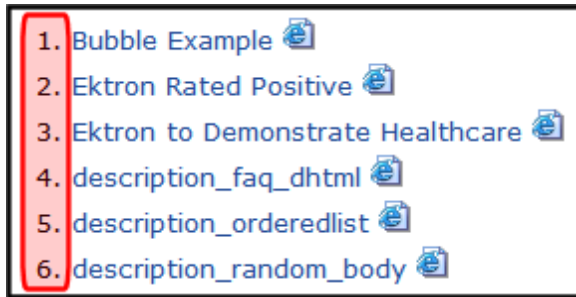 1. Bubble Example
2. Ektron Rated Positive
3. Ektron to Demonstrate Healthcare
4. description_faq_dhtml
5. description_orderedlist
6. description_random_body